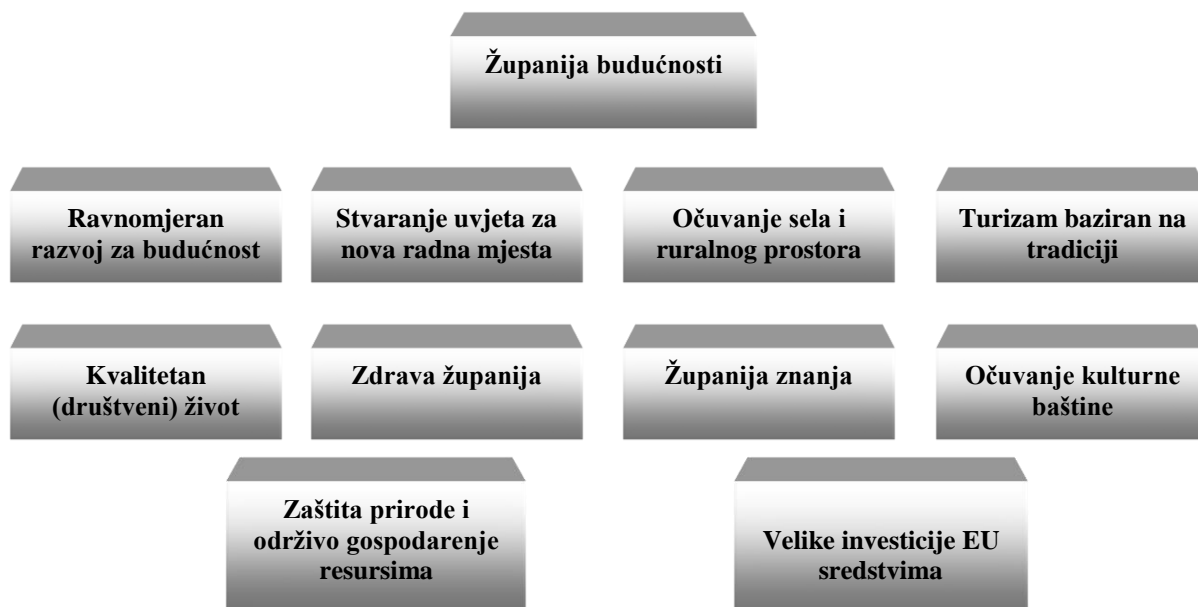 Županija budućnosti
Ravnomjeran
razvoj za budućnost
Stvaranje uvjeta za
nova radna mjesta
Očuvanje sela i
ruralnog prostora
Turizam baziran na
tradiciji
Kvalitetan
(društveni) život
Zdrava županija
Županija znanja
Očuvanje kulturne
baštine
Zaštita prirode i
održivo gospodarenje
resursima
Velike investicije EU
sredstvima